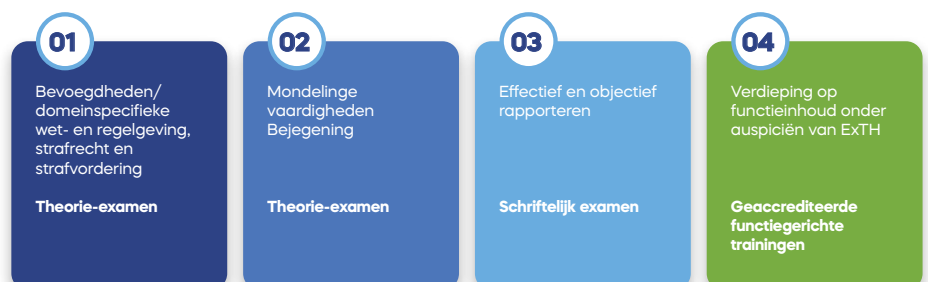 01
Bevoegdheden/
domeinspecifieke
wet- en regelgeving,
strafrecht en
strafvordering
Theorie-examen
02
Mondelinge
vaardigheden
Bejegening
Theorie-examen
03
Effectief en objectief
rapporteren
Schriftelijk examen
04
Verdieping op
functieinhoud onder
auspiciën van ExTH
Geaccrediteerde
functiegerichte
trainingen